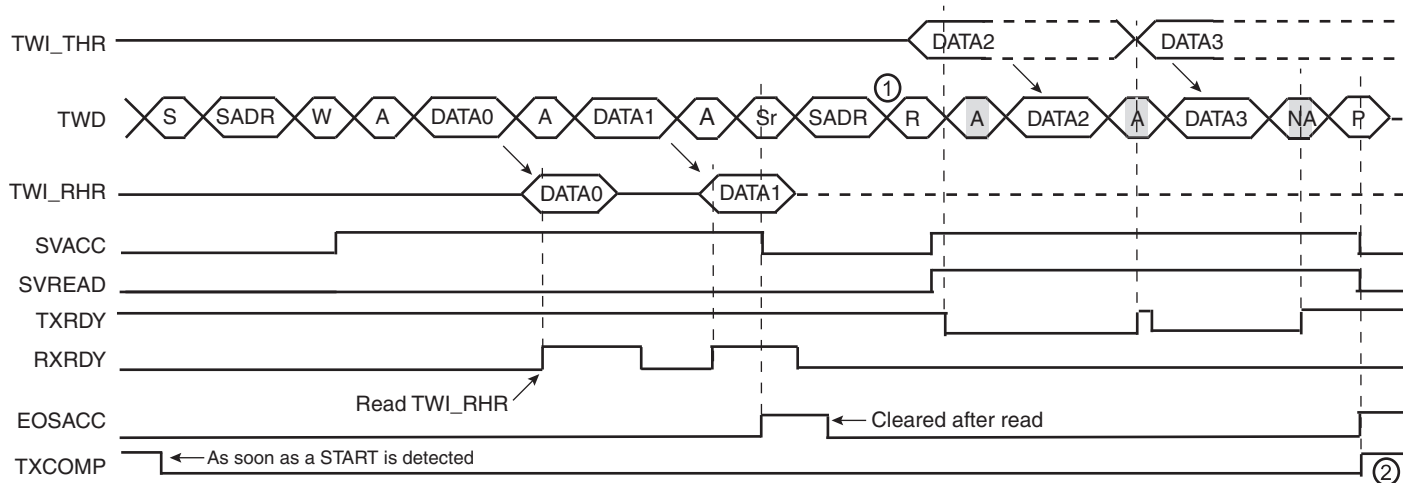 TWI_THR DATA2 DATA3
①
TWD S SADR W A DATA0 A DATA1 A Sr SADR R A DATA2 A DATA3 NA P
TWI_RHR DATA0 DATA1
SVACC
SVREAD
TXRDY
RXRDY
Read TWI_RHR
EOSACC Cleared after read
TXCOMP As soon as a START is detected ②